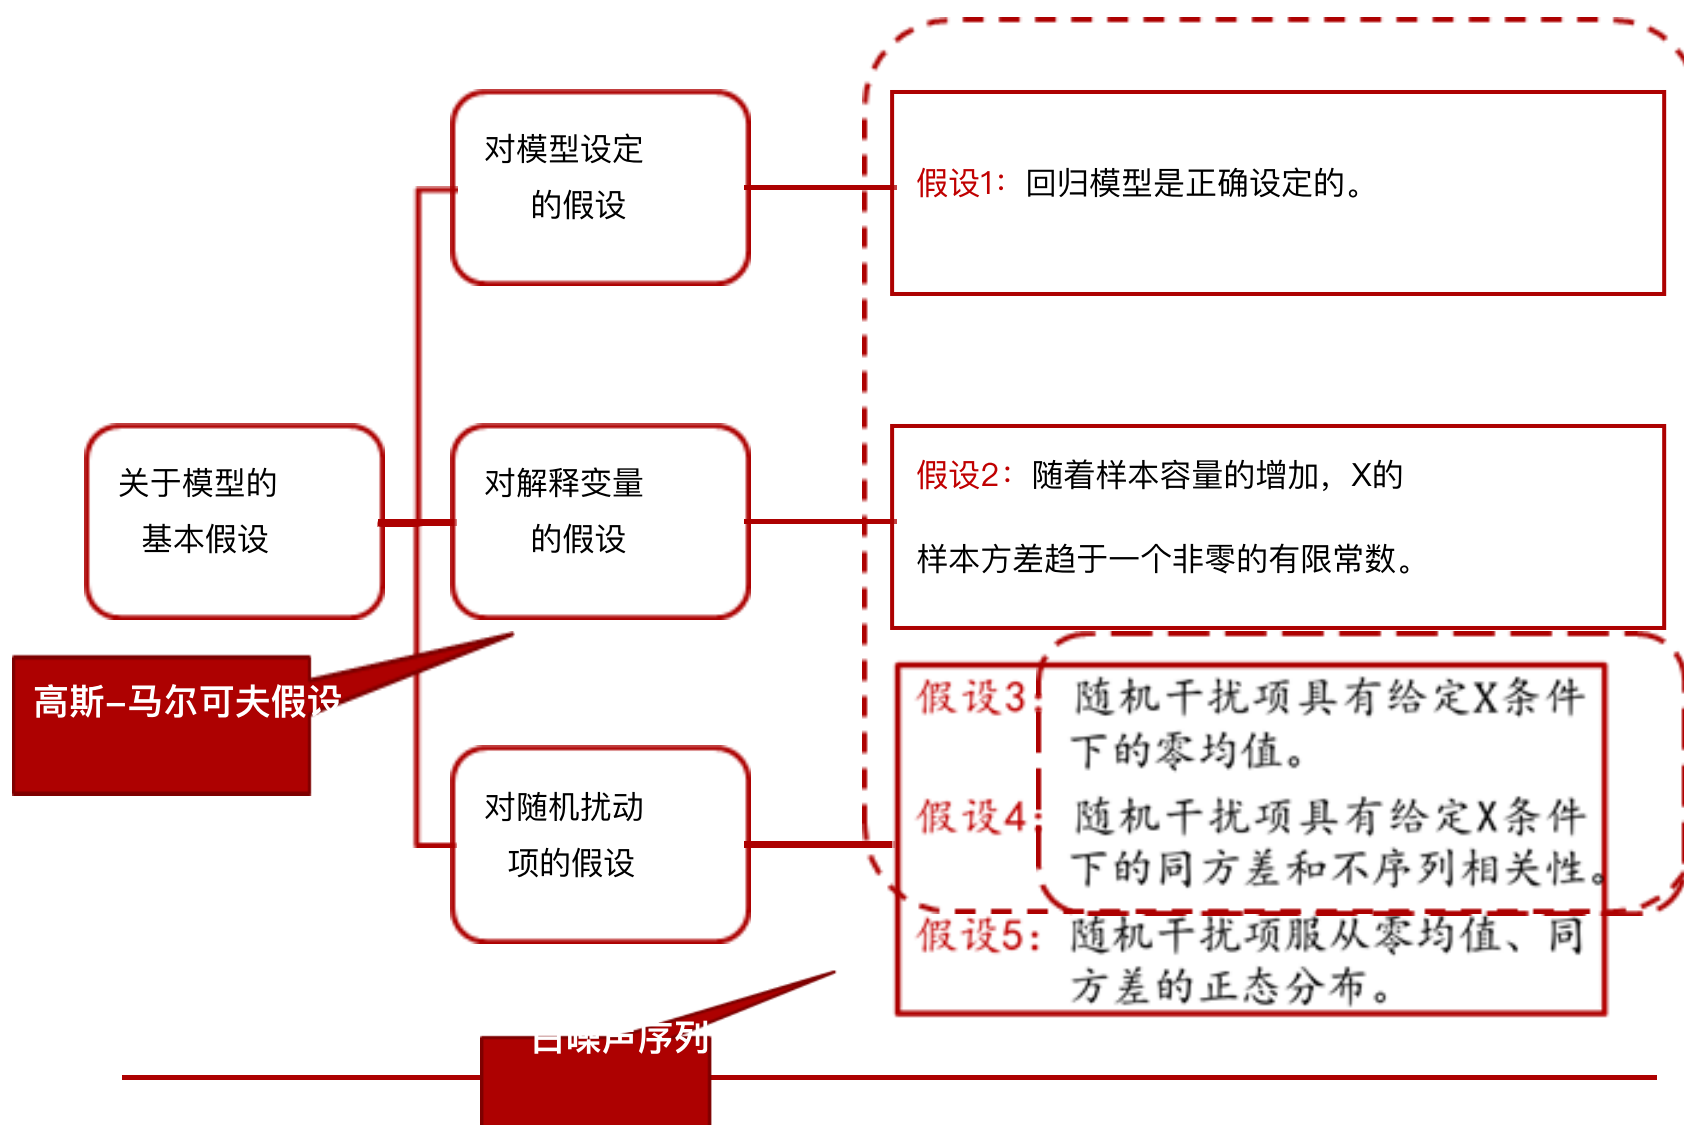 对模型设定
的假设
假设1：回归模型是正确设定的。
关于模型的
基本假设
对解释变量
的假设
假设2：随着样本容量的增加，X的
样本方差趋于一个非零的有限常数。
高斯-马尔可夫假设
对随机扰动
项的假设
假设3：随机干扰项具有给定X条件
下的零均值。
假设4：随机干扰项具有给定X条件
下的同方差和不序列相关性。
假设5：随机干扰项服从零均值、同
方差的正态分布。
白噪声序列